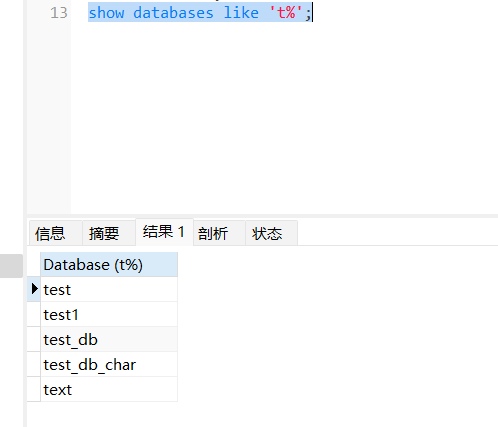 13 show databases like 't%';
信息 摘要 结果 1 剖析 状态
Database (t%)
test
test1
test_db
test_db_char
text